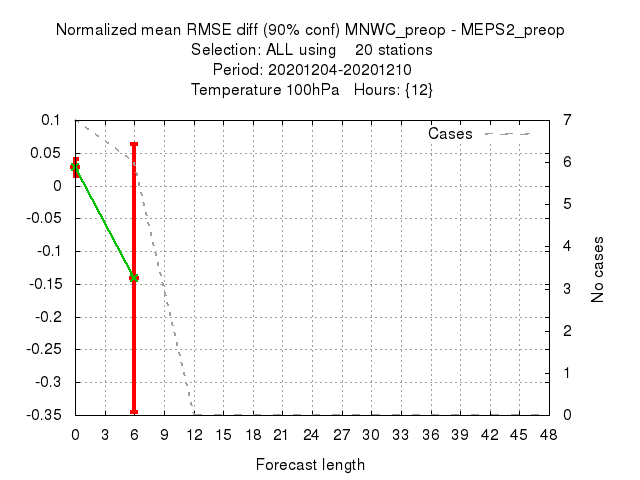 Normalized mean RMSE diff (90% conf) MNWC_preop - MEPS2_preop
Selection: ALL using 20 stations
Period: 20201204-20201210
Temperature 100hPa Hours: {12}
Cases
0.1
0.05
0
-0.05
-0.1
-0.15
-0.2
-0.25
-0.3
-0.35
7
6
5
4
3
2
1
0
No cases
0 3 6 9 12 15 18 21 24 27 30 33 36 39 42 45 48
Forecast length